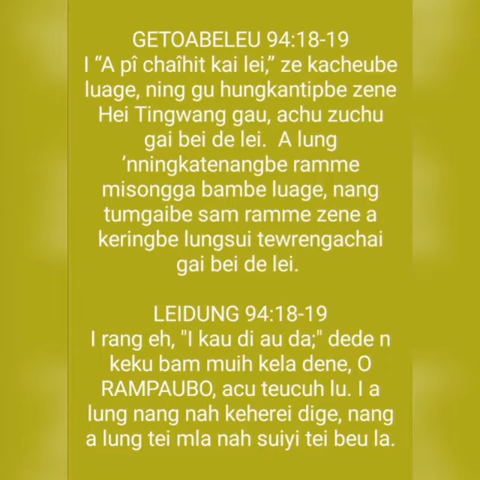 GETOABELEU 94:18-19
I “A pî chaîhit kai lei,” ze kacheube
luage, ning gu hungkantipbe zene
Hei Tingwang gau, achu zuchu
gai bei de lei.  A lung
’nningkatenangbe ramme
misongga bambe luage, nang
tumgaibe sam ramme zene a
keringbe lungsui tewrengachai
gai bei de lei.
LEIDUNG 94:18-19
I rang eh, "I kau di au da;" dede n
keku bam muih kela dene, O
RAMPAUBO, acu teucuh lu. I a
lung nang nah keherei dige, nang
a lung tei mla nah suiyi tei beu la.